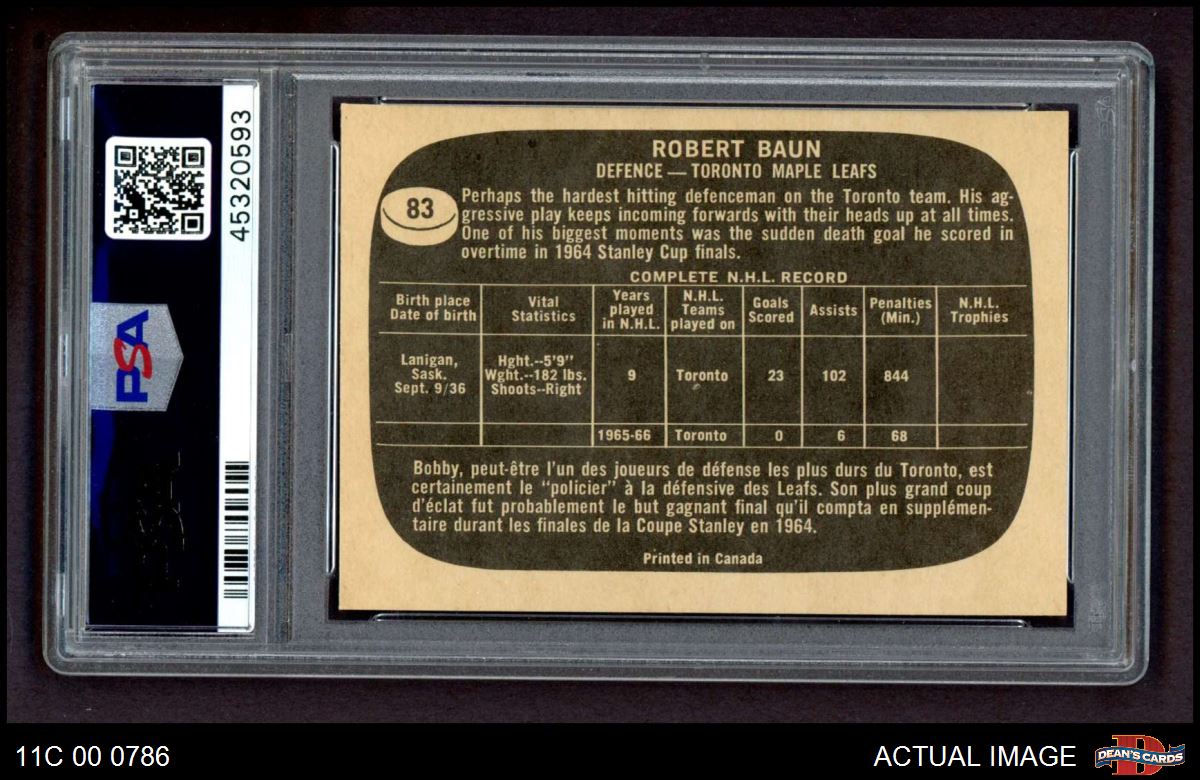 45320593
PSA
ROBERT BAUN
DEFENCE — TORONTO MAPLE LEAFS
83
Perhaps the hardest hitting defenceman on the Toronto team. His ag-
gressive play keeps incoming forwards with their heads up at all times.
One of his biggest moments was the sudden death goal he scored in
overtime in 1964 Stanley Cup finals.
COMPLETE N.H.L. RECORD
Birth place
Date of birth
Vital
Statistics
Years
played
in N.H.L.
N.H.L.
Teams
played on
Goals
Scored
Assists
Penalties
(Min.)
N.H.L.
Trophies
Lanigan,
Sask.
Sept. 9/36
Hght.--5'9"
Wght.--182 lbs.
Shoots--Right
9
Toronto
23
102
844
1965-66
Toronto
0
6
68
Bobby, peut-être l'un des joueurs de défense les plus durs du Toronto, est
certainement le "policier" à la défensive des Leafs. Son plus grand coup
d'éclat fut probablement le but gagnant final qu'il compta en supplémen-
taire durant les finales de la Coupe Stanley en 1964.
Printed in Canada
11C 00 0786
ACTUAL IMAGE
DEAN'S CARDS